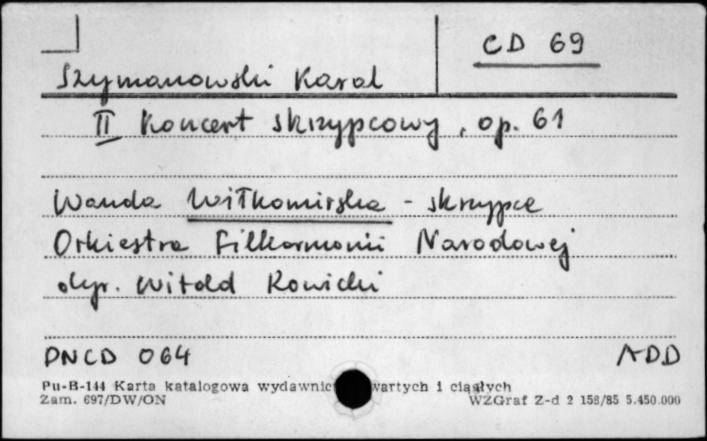 CD 69
Szymanowski Karol
II Koncert skrzypcowy, op. 61
Wanda Wiłkomirska - skrzypce
Orkiestra Filharmonii Narodowej
dyr. Witold Rowicki
PNCD 064 ADD
Pu-B-144 Karta katalogowa wydawnic wartych i ciągłych
Zam. 697/DW/ON WZGraf Z-d 2 158/85 5.450.000